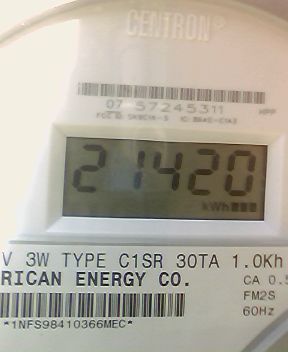 CENTRON®
07 57245311
21420
kWh
V 3W TYPE C1SR 30TA 1.0Kh
RICAN ENERGY CO.
CA 0.5
FM2S
60Hz
*1NFS98410366MEC*